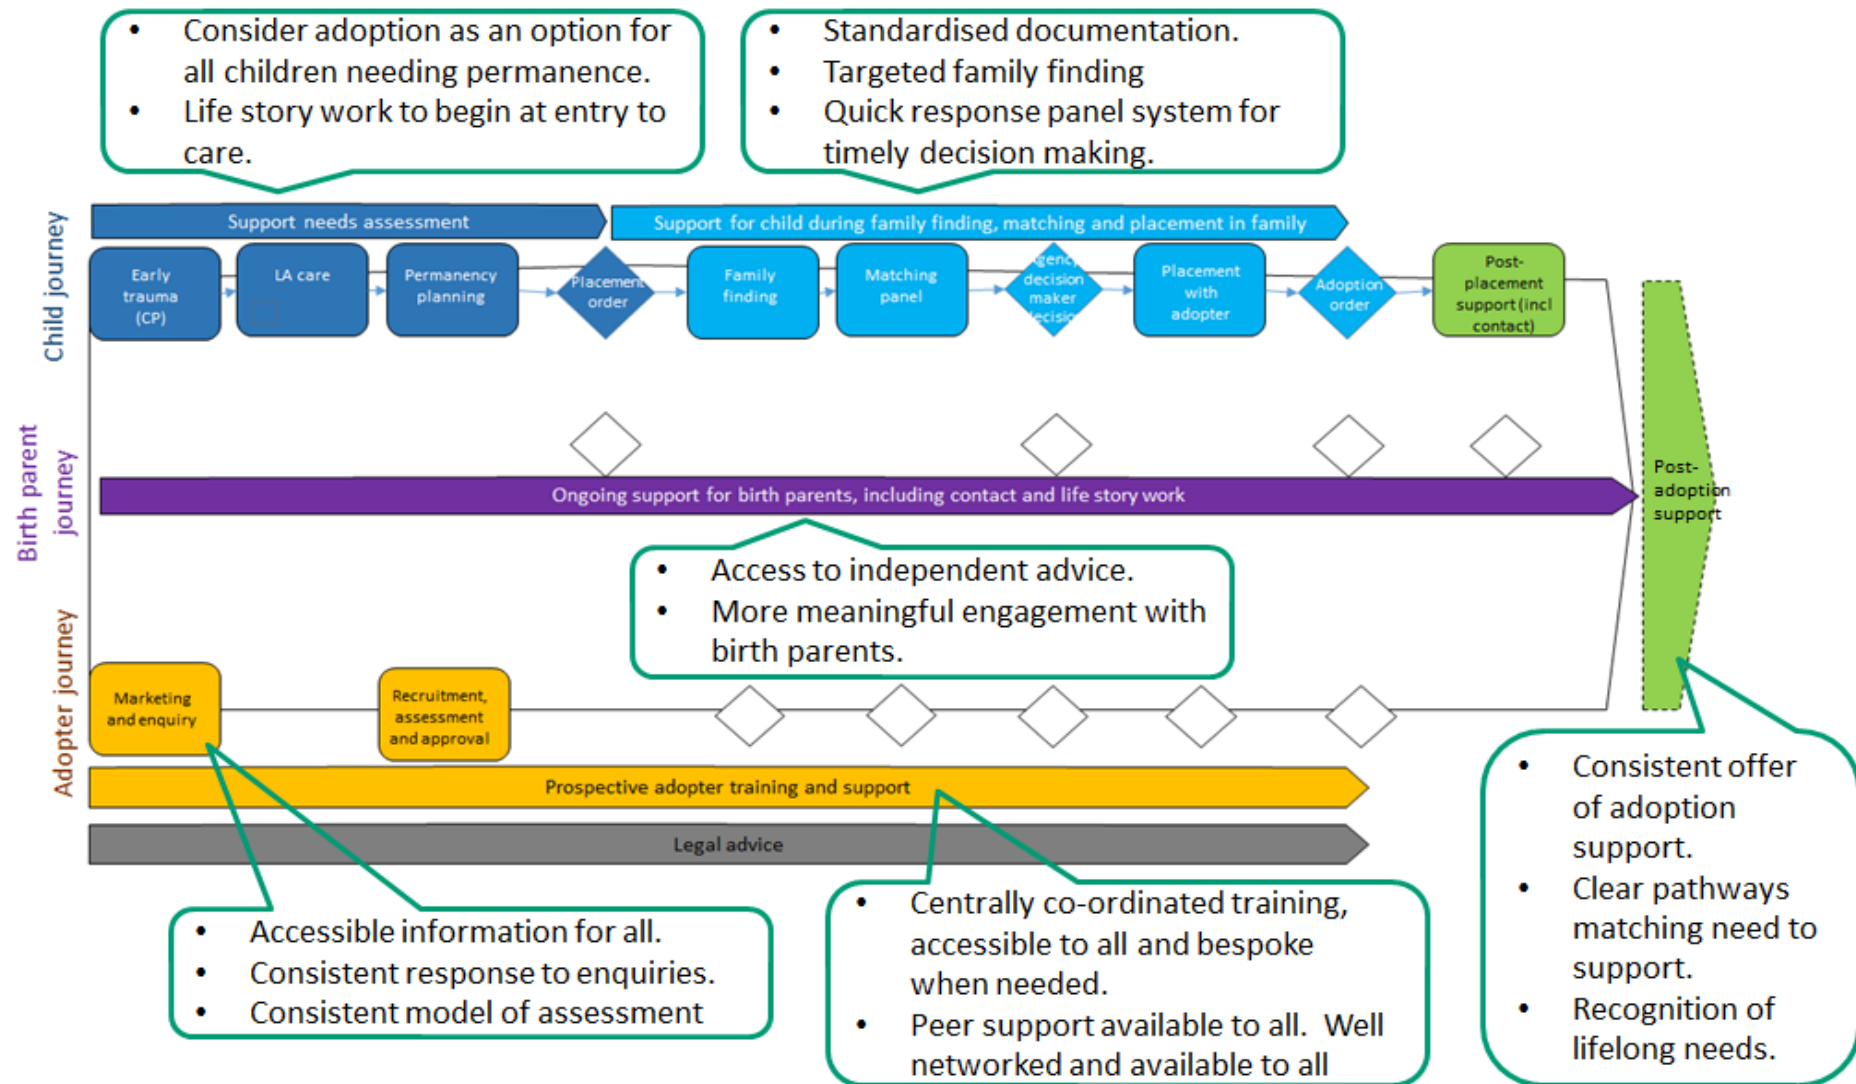 • Consider adoption as an option for
all children needing permanence.
• Life story work to begin at entry to
care.
• Standardised documentation.
• Targeted family finding
• Quick response panel system for
timely decision making.
Child journey
Support needs assessment
Support for child during family finding, matching and placement in family
Early
trauma
(CP)
LA care
Permanency
planning
Placement
order
Family
finding
Matching
panel
gency
decision
maker
decision
Placement
with
adopter
Adoption
order
Post-
placement
support (incl
contact)
Birth parent
journey
Ongoing support for birth parents, including contact and life story work
Post-
adoption
support
• Access to independent advice.
• More meaningful engagement with
birth parents.
Adopter journey
Marketing
and enquiry
Recruitment,
assessment
and approval
Prospective adopter training and support
Legal advice
• Accessible information for all.
• Consistent response to enquiries.
• Consistent model of assessment
• Centrally co-ordinated training,
accessible to all and bespoke
when needed.
• Peer support available to all. Well
networked and available to all
• Consistent offer
of adoption
support.
• Clear pathways
matching need to
support.
• Recognition of
lifelong needs.